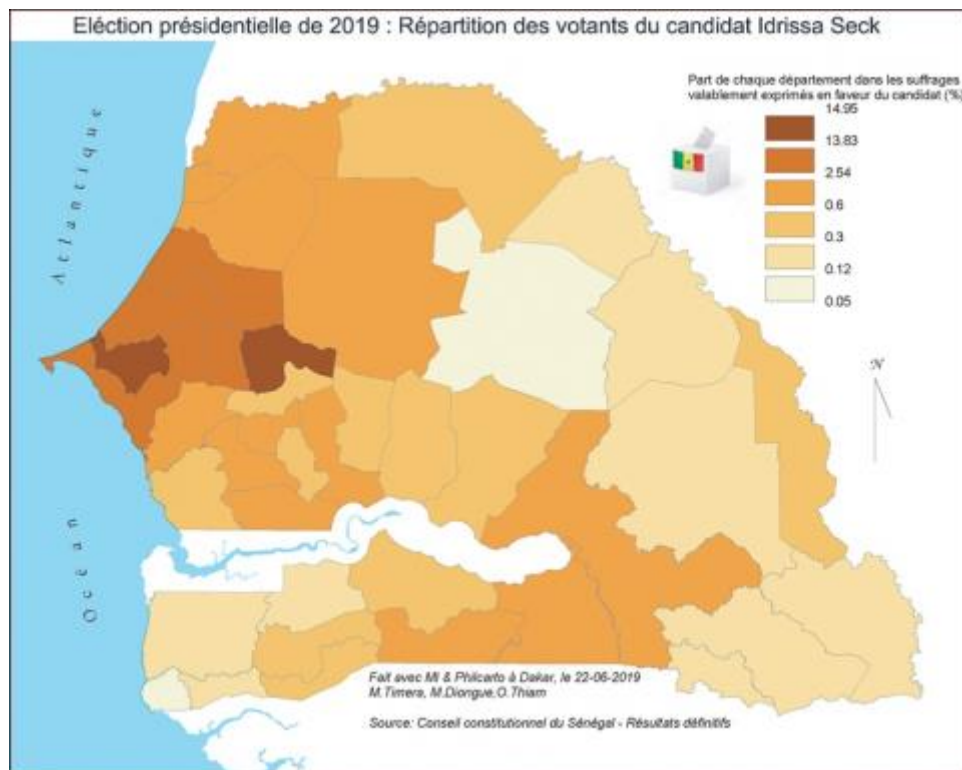 Eléction présidentielle de 2019 : Répartition des votants du candidat Idrissa Seck
Part de chaque département dans les suffrages
valablement exprimés en faveur du candidat (%)
14.95
13.83
2.54
0.6
0.3
0.12
0.05
Atlantique
N
Océan
Fait avec MI & Philcarto à Dakar, le 22-06-2019
M.Timera, M.Diongue,O.Thiam
Source: Conseil constitutionnel du Sénégal - Résultats définitifs